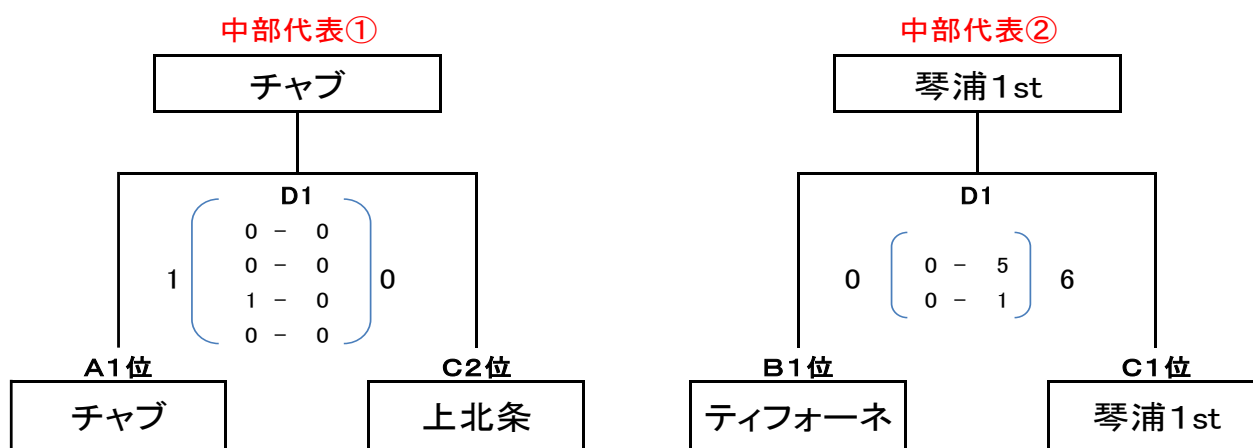 中部代表①
チャブ
D1
0 - 0
0 - 0
1 - 0
0 - 0
1
0
A1位
C2位
チャブ
上北条
中部代表②
琴浦1st
D1
0 - 5
0 - 1
0
6
B1位
C1位
ティフォーネ
琴浦1st